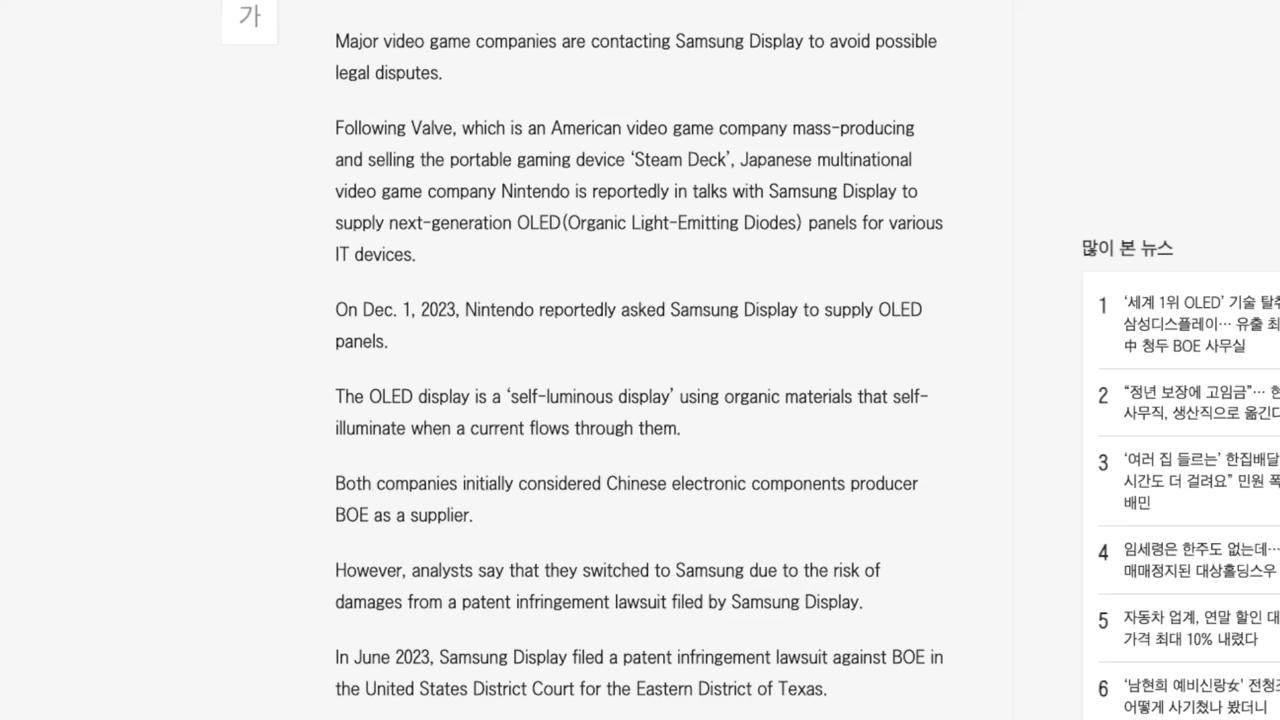 가
Major video game companies are contacting Samsung Display to avoid possible
legal disputes.
Following Valve, which is an American video game company mass-producing
and selling the portable gaming device ‘Steam Deck’, Japanese multinational
video game company Nintendo is reportedly in talks with Samsung Display to
supply next-generation OLED(Organic Light-Emitting Diodes) panels for various
IT devices.
On Dec. 1, 2023, Nintendo reportedly asked Samsung Display to supply OLED
panels.
The OLED display is a ‘self-luminous display’ using organic materials that self-
illuminate when a current flows through them.
Both companies initially considered Chinese electronic components producer
BOE as a supplier.
However, analysts say that they switched to Samsung due to the risk of
damages from a patent infringement lawsuit filed by Samsung Display.
In June 2023, Samsung Display filed a patent infringement lawsuit against BOE in
the United States District Court for the Eastern District of Texas.
많이 본 뉴스
1 ‘세계 1위 OLED’ 기술 탈취
삼성디스플레이… 유출 최
中 청두 BOE 사무실
2 “정년 보장에 고임금”… 현
사무직, 생산직으로 옮긴다
3 ‘여러 집 들르는’ 한집배달
시간도 더 걸려요” 민원 폭
배민
4 임세령은 한주도 없는데…
매매정지된 대상홀딩스우
5 자동차 업계, 연말 할인 대
가격 최대 10% 내렸다
6 ‘남현희 예비신랑女' 전청조
어떻게 사기쳤나 봤더니